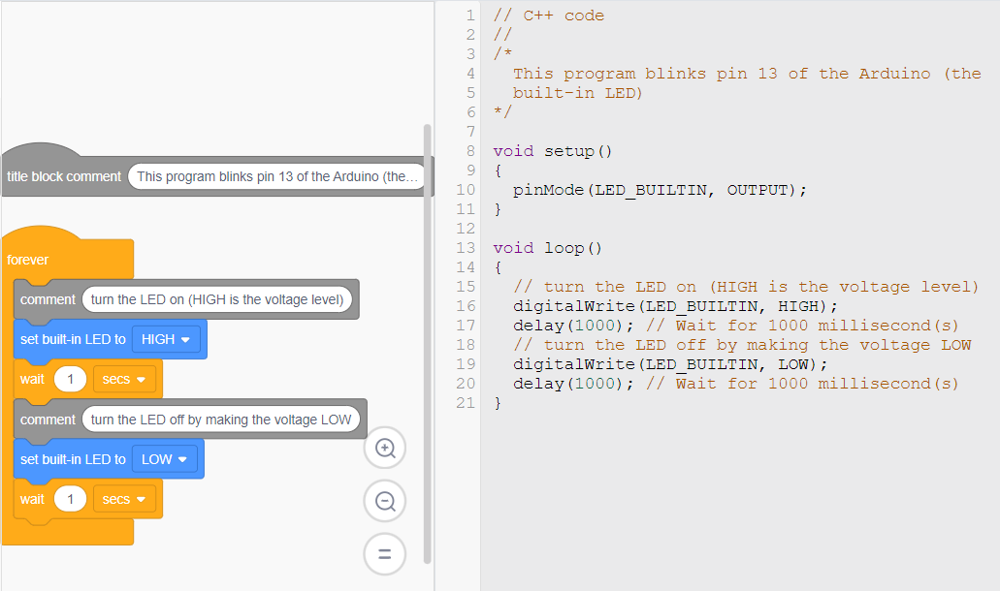 title block comment This program blinks pin 13 of the Arduino (the...
forever
comment turn the LED on (HIGH is the voltage level)
set built-in LED to HIGH
wait 1 secs
comment turn the LED off by making the voltage LOW
set built-in LED to LOW
wait 1 secs
1 // C++ code
2 //
3 /*
4 This program blinks pin 13 of the Arduino (the
5 built-in LED)
6 */
7
8 void setup()
9 {
10 pinMode(LED_BUILTIN, OUTPUT);
11 }
12
13 void loop()
14 {
15 // turn the LED on (HIGH is the voltage level)
16 digitalWrite(LED_BUILTIN, HIGH);
17 delay(1000); // Wait for 1000 millisecond(s)
18 // turn the LED off by making the voltage LOW
19 digitalWrite(LED_BUILTIN, LOW);
20 delay(1000); // Wait for 1000 millisecond(s)
21 }